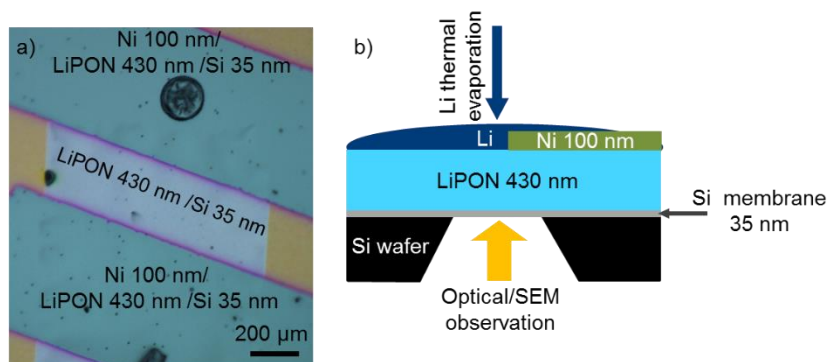 a)
Ni 100 nm/
LiPON 430 nm /Si 35 nm
LiPON 430 nm /Si 35 nm
Ni 100 nm/
LiPON 430 nm /Si 35 nm
200 µm
b)
Li thermal
evaporation
Li
Ni 100 nm
LiPON 430 nm
Si membrane
35 nm
Si wafer
Optical/SEM
observation